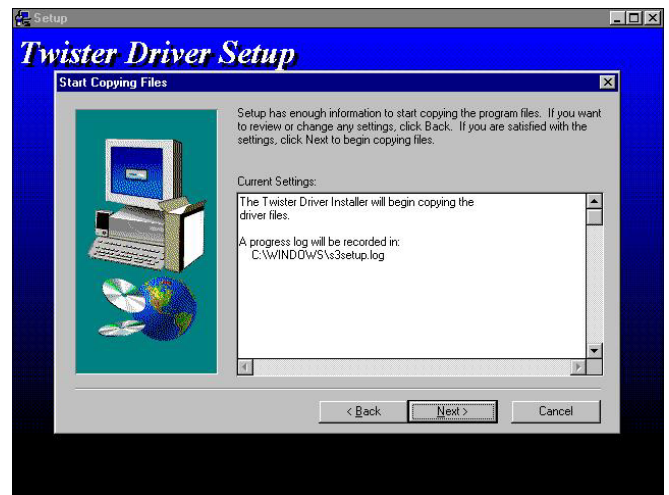 Setup
Twister Driver Setup
Start Copying Files
Setup has enough information to start copying the program files. If you want
to review or change any settings, click Back. If you are satisfied with the
settings, click Next to begin copying files.
Current Settings:
The Twister Driver Installer will begin copying the
driver files.
A progress log will be recorded in:
C:\WINDOWS\s3setup.log
< Back
Next >
Cancel